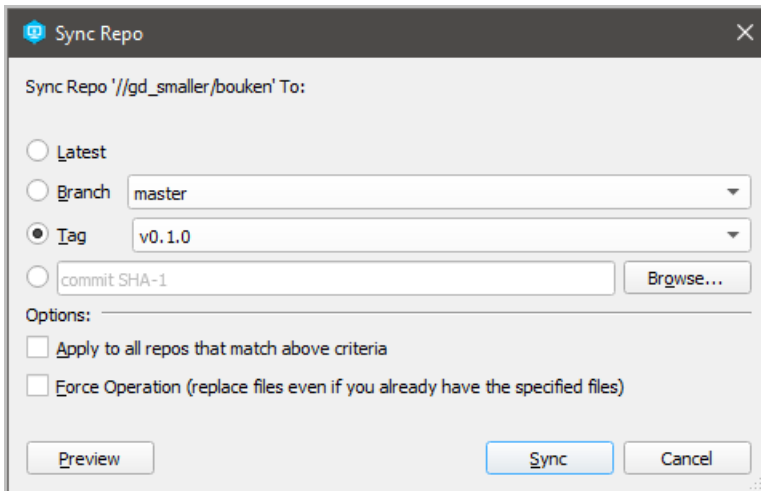 Sync Repo
Sync Repo '//gd_smaller/bouken' To:
Latest
Branch master
Tag v0.1.0
commit SHA-1 Browse...
Options:
Apply to all repos that match above criteria
Force Operation (replace files even if you already have the specified files)
Preview Sync Cancel